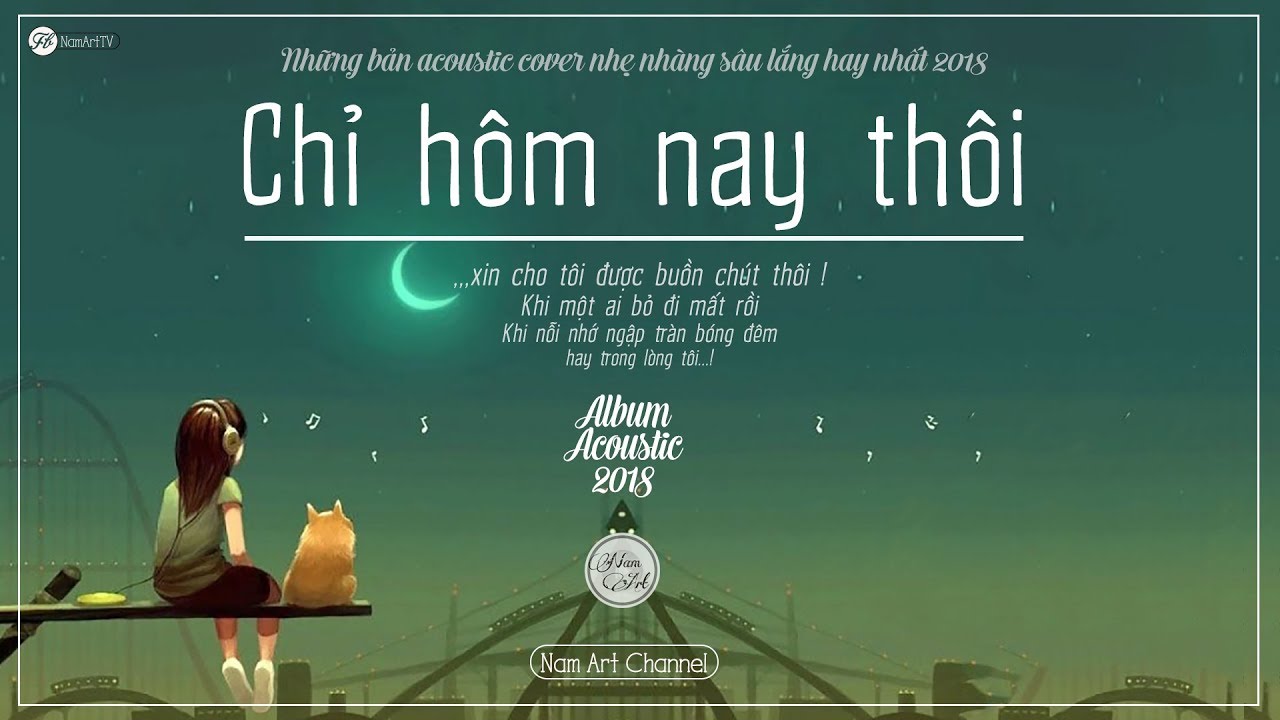 Fb NamArtTV
Những bản acoustic cover nhẹ nhàng sâu lắng hay nhất 2018
Chỉ hôm nay thôi
,,,xin cho tôi được buồn chút thôi !
Khi một ai bỏ đi mất rồi
Khi nỗi nhớ ngập tràn bóng đêm
hay trong lòng tôi...!
Album
Acoustic
2018
Nam
Art
Nam Art Channel